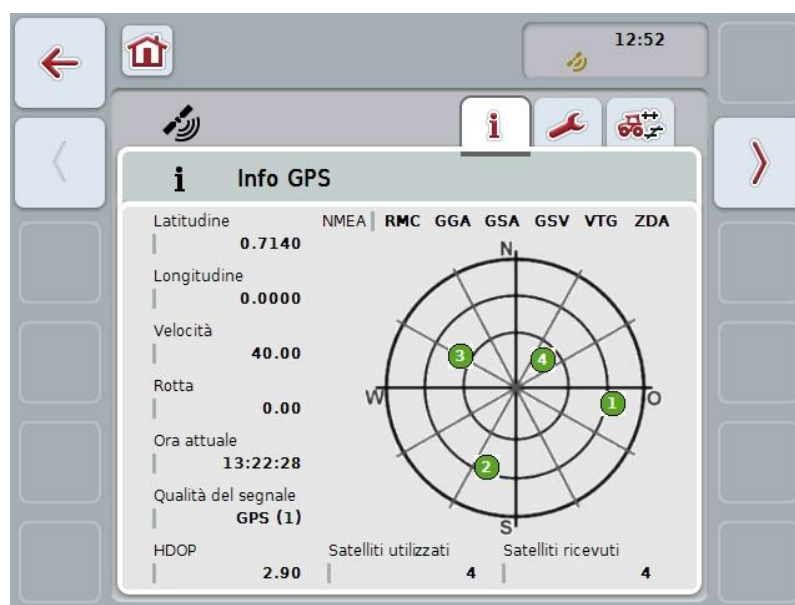 12:52
i
i Info GPS
Latitudine
0.7140
Longitudine
0.0000
Velocità
40.00
Rotta
0.00
Ora attuale
13:22:28
Qualità del segnale
GPS (1)
HDOP
2.90
NMEA RMC GGA GSA GSV VTG ZDA
N
3
4
W
1
O
2
S
Satelliti utilizzati
4
Satelliti ricevuti
4